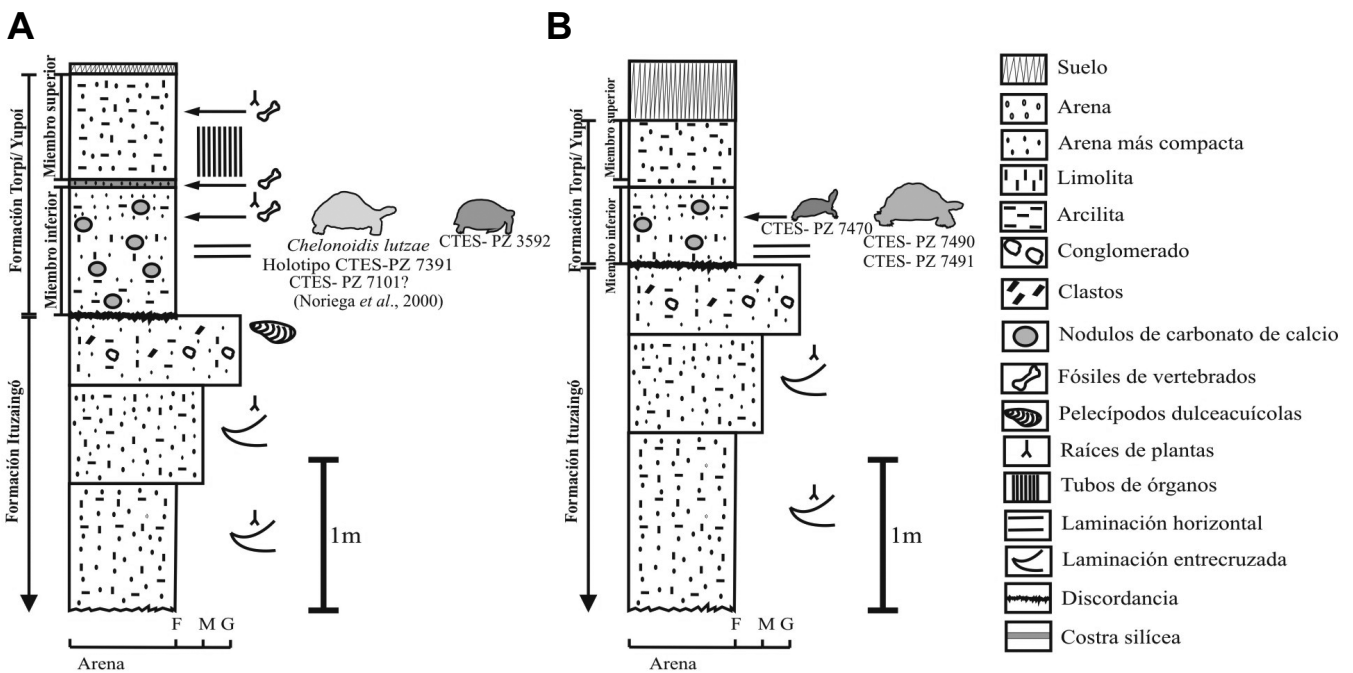 A
Formación Torpí/ Yupoí
Miembro superior
Miembro inferior
Formación Ituzaingó
Chelonoidis lutzae
Holotipo CTES-PZ 7391
CTES- PZ 7101?
(Noriega et al., 2000)
CTES- PZ 3592
1m
F M G
Arena
B
Formación Torpí/ Yupoí
Miembro superior
Miembro inferior
Formación Ituzaingó
CTES- PZ 7470
CTES- PZ 7490
CTES- PZ 7491
1m
F M G
Arena
Suelo
Arena
Arena más compacta
Limolita
Arcilita
Conglomerado
Clastos
Nodulos de carbonato de calcio
Fósiles de vertebrados
Pelecípodos dulceacuícolas
Raíces de plantas
Tubos de órganos
Laminación horizontal
Laminación entrecruzada
Discordancia
Costra silícea